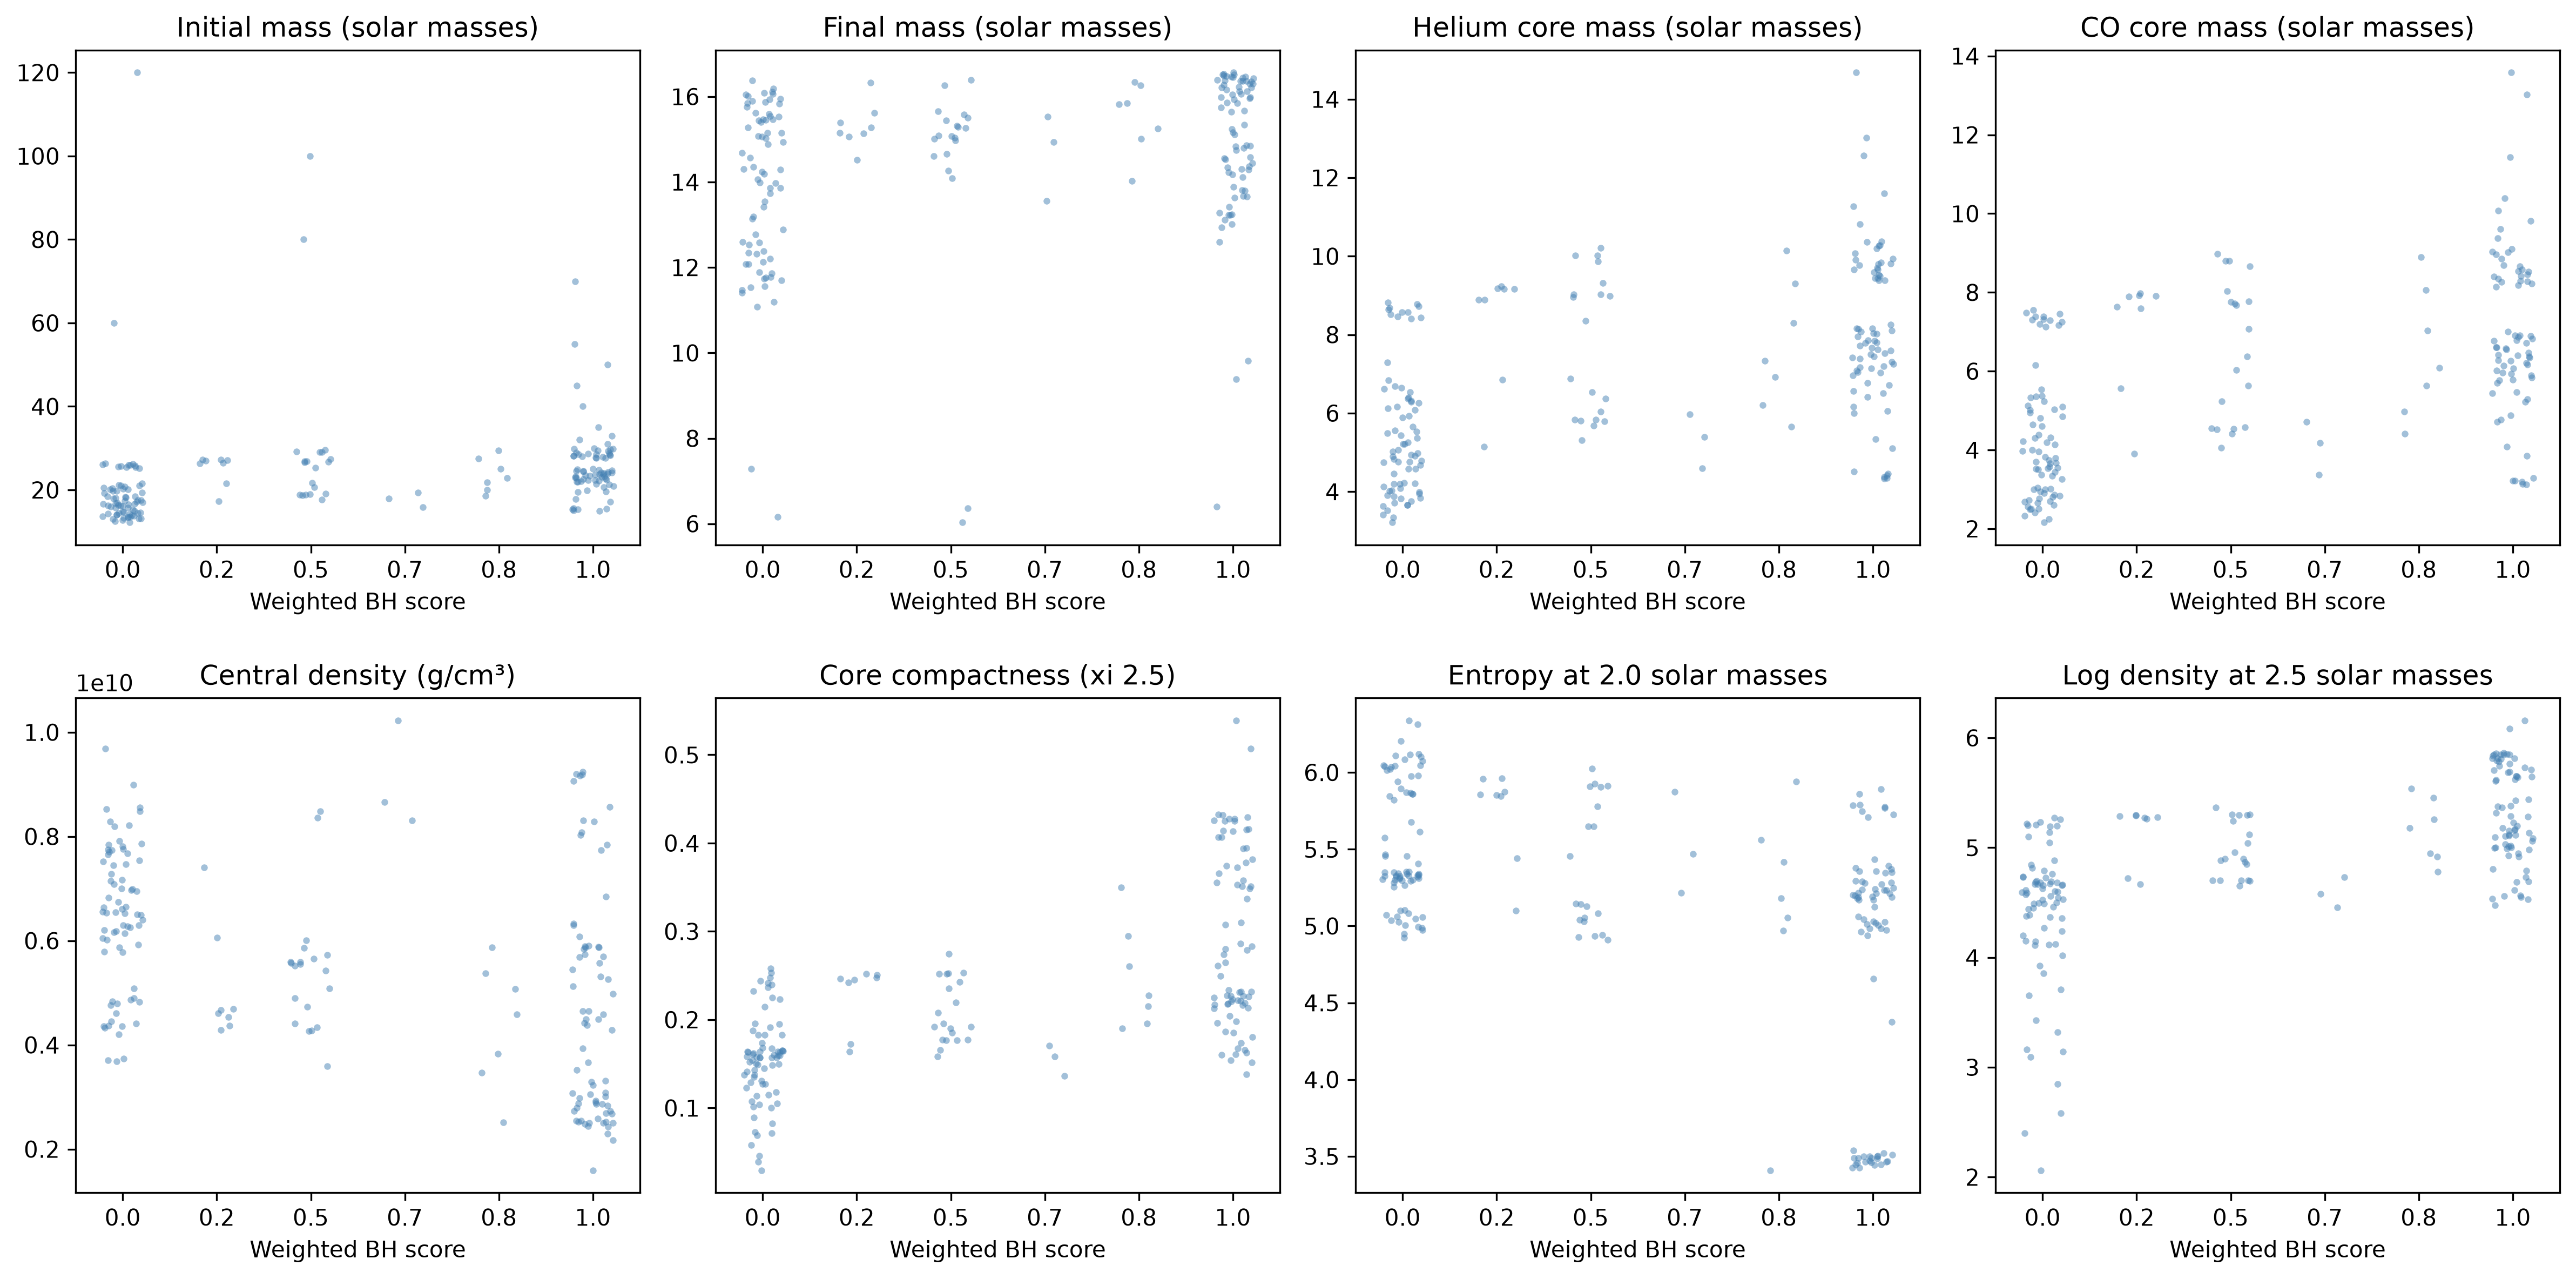 Initial mass (solar masses)
120
100
80
60
40
20
0.0 0.2 0.5 0.7 0.8 1.0
Weighted BH score
Final mass (solar masses)
16
14
12
10
8
6
0.0 0.2 0.5 0.7 0.8 1.0
Weighted BH score
Helium core mass (solar masses)
14
12
10
8
6
4
0.0 0.2 0.5 0.7 0.8 1.0
Weighted BH score
CO core mass (solar masses)
14
12
10
8
6
4
2
0.0 0.2 0.5 0.7 0.8 1.0
Weighted BH score
1e10
Central density (g/cm³)
1.0
0.8
0.6
0.4
0.2
0.0 0.2 0.5 0.7 0.8 1.0
Weighted BH score
Core compactness (xi 2.5)
0.5
0.4
0.3
0.2
0.1
0.0 0.2 0.5 0.7 0.8 1.0
Weighted BH score
Entropy at 2.0 solar masses
6.0
5.5
5.0
4.5
4.0
3.5
0.0 0.2 0.5 0.7 0.8 1.0
Weighted BH score
Log density at 2.5 solar masses
6
5
4
3
2
0.0 0.2 0.5 0.7 0.8 1.0
Weighted BH score